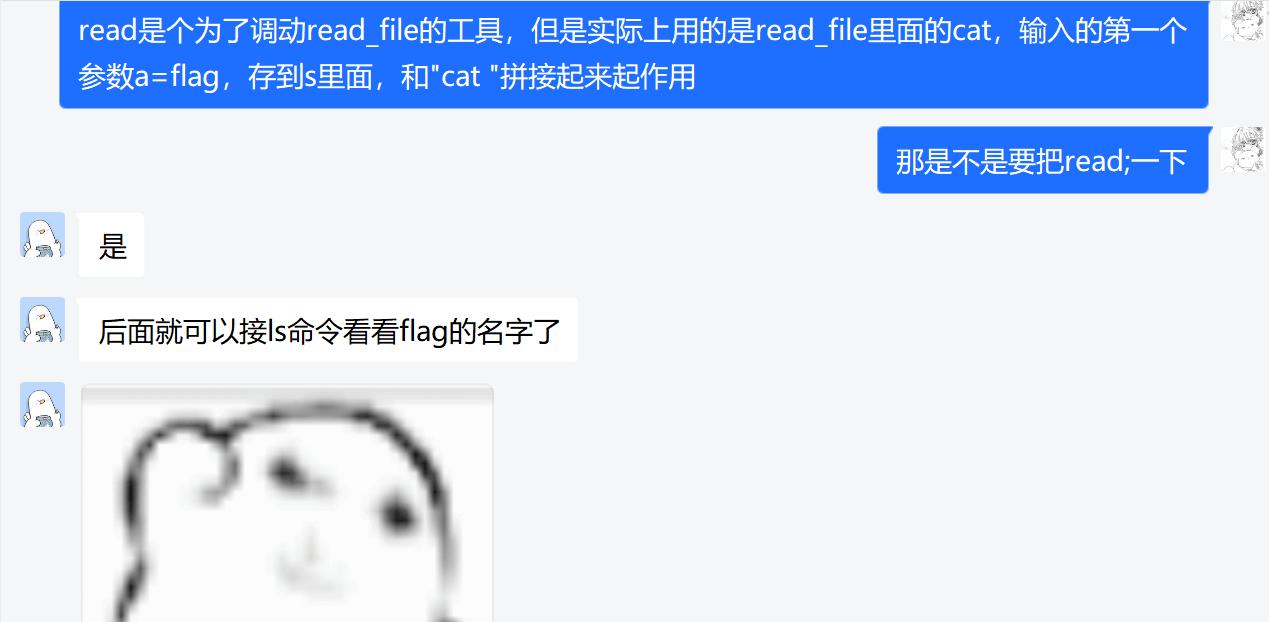 read是个为了调动read_file的工具，但是实际上用的是read_file里面的cat，输入的第一个
参数a=flag，存到s里面，和"cat "拼接起来起作用
那是不是要把read;一下
是
后面就可以接ls命令看看flag的名字了